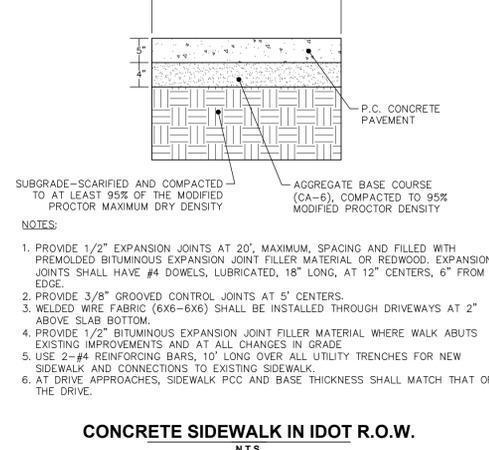 5"
4"
P.C. CONCRETE
PAVEMENT
SUBGRADE-SCARIFIED AND COMPACTED
TO AT LEAST 95% OF THE MODIFIED
PROCTOR MAXIMUM DRY DENSITY
AGGREGATE BASE COURSE
(CA-6), COMPACTED TO 95%
MODIFIED PROCTOR DENSITY
NOTES:
1. PROVIDE 1/2" EXPANSION JOINTS AT 20', MAXIMUM, SPACING AND FILLED WITH
PREMOLDED BITUMINOUS EXPANSION JOINT FILLER MATERIAL OR REDWOOD. EXPANSION
JOINTS SHALL HAVE #4 DOWELS, LUBRICATED, 18" LONG, AT 12" CENTERS, 6" FROM
EDGE.
2. PROVIDE 3/8" GROOVED CONTROL JOINTS AT 5' CENTERS.
3. WELDED WIRE FABRIC (6X6-6X6) SHALL BE INSTALLED THROUGH DRIVEWAYS AT 2"
ABOVE SLAB BOTTOM.
4. PROVIDE 1/2" BITUMINOUS EXPANSION JOINT FILLER MATERIAL WHERE WALK ABUTS
EXISTING IMPROVEMENTS AND AT ALL CHANGES IN GRADE
5. USE 2-#4 REINFORCING BARS, 10' LONG OVER ALL UTILITY TRENCHES FOR NEW
SIDEWALK AND CONNECTIONS TO EXISTING SIDEWALK.
6. AT DRIVE APPROACHES, SIDEWALK PCC AND BASE THICKNESS SHALL MATCH THAT OF
THE DRIVE.
CONCRETE SIDEWALK IN IDOT R.O.W.
N.T.S.